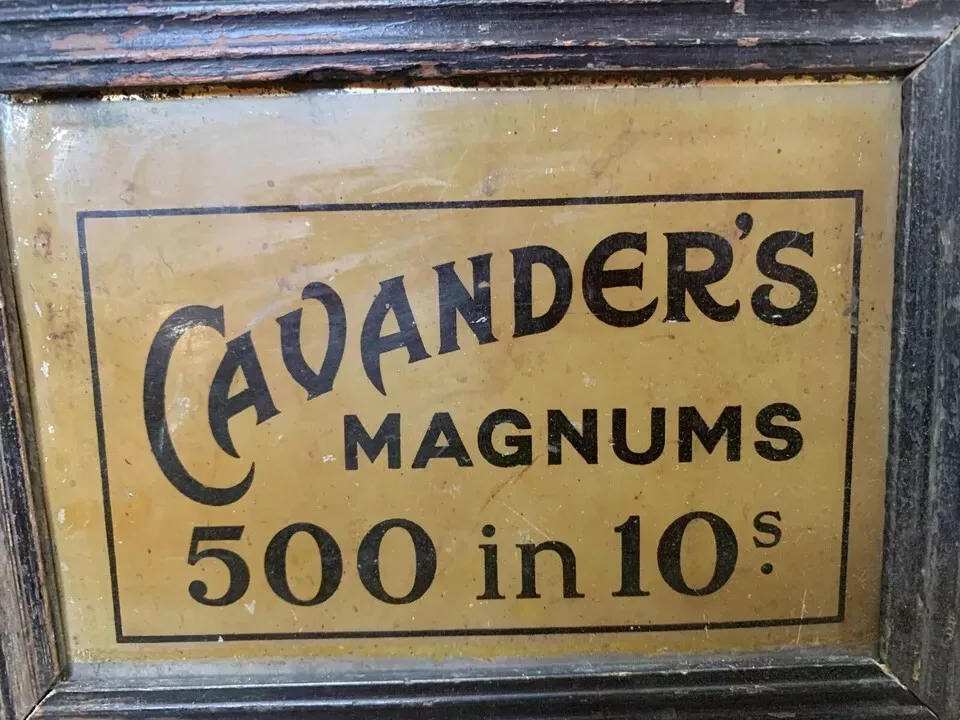 CAVANDER'S
MAGNUMS
500 in 10s.